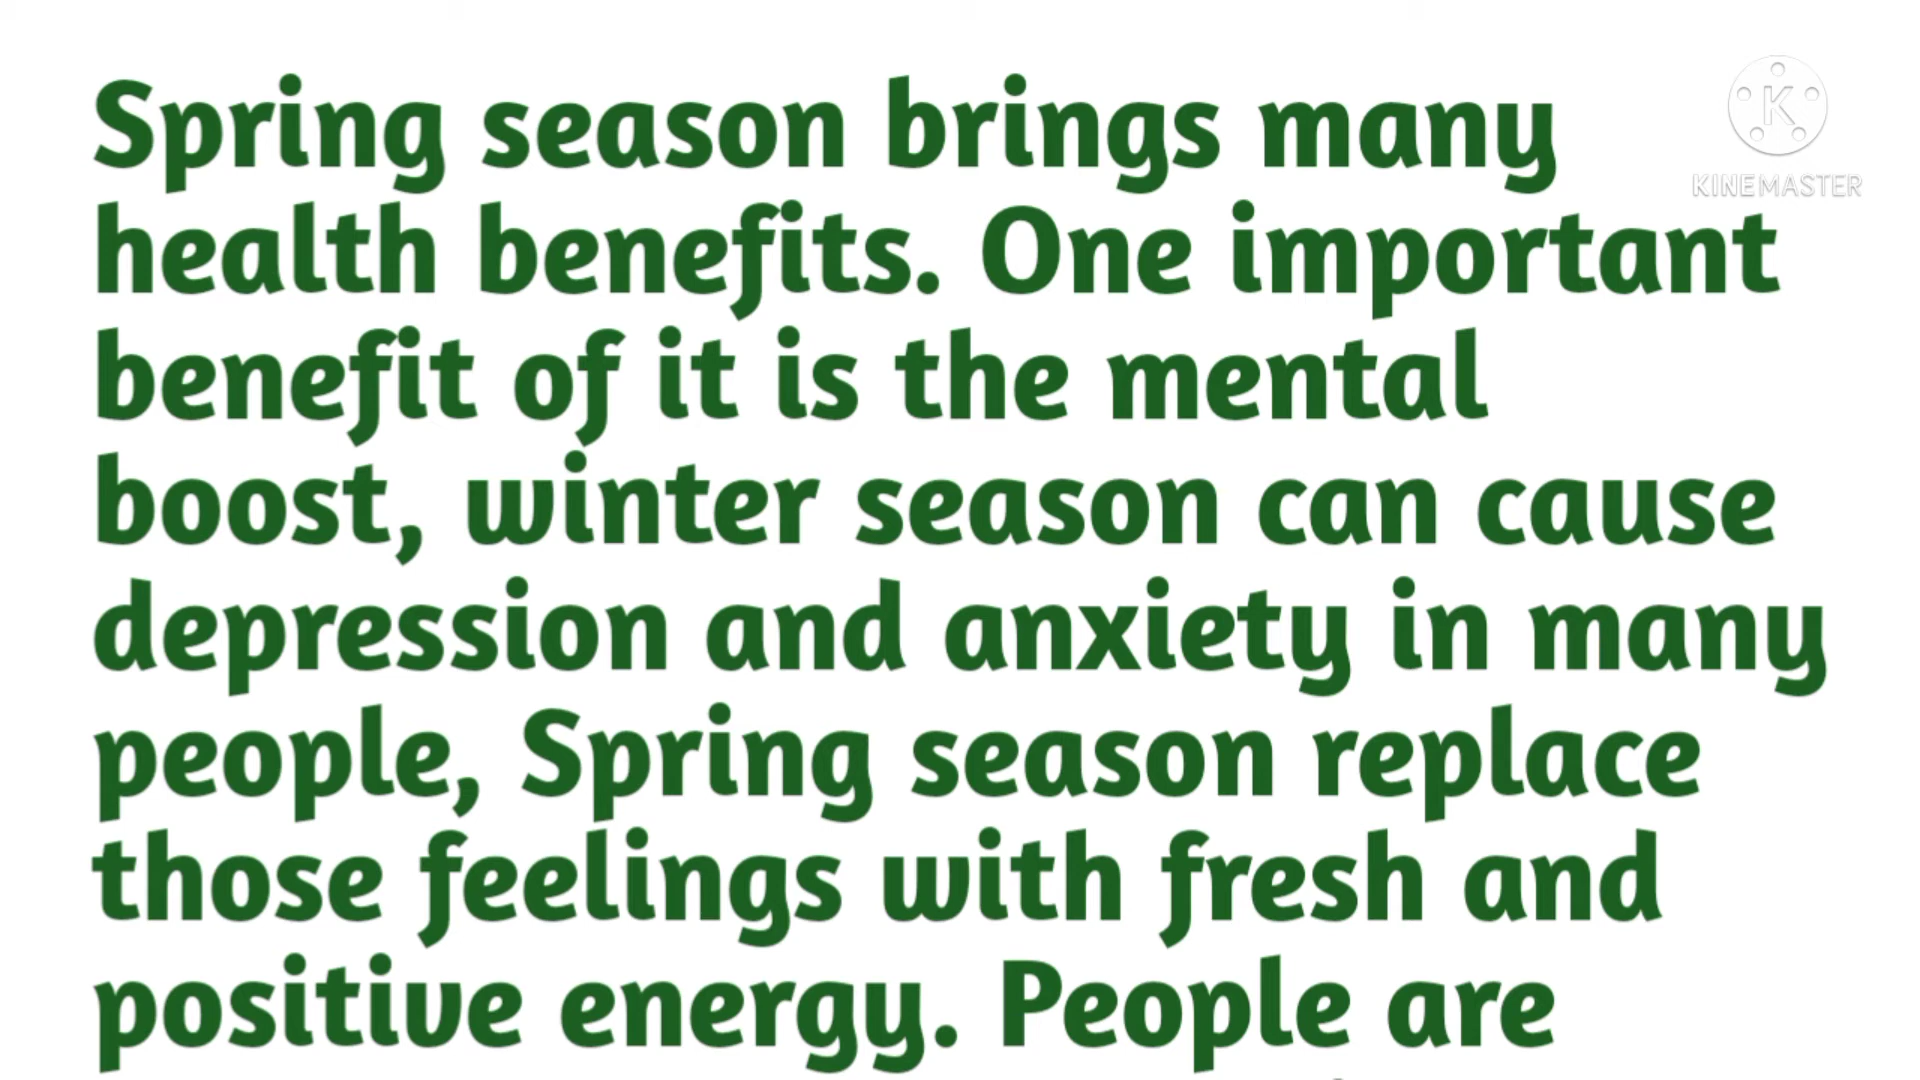 Spring season brings many
KINEMASTER
health benefits. One important
benefit of it is the mental
boost, winter season can cause
depression and anxiety in many
people, Spring season replace
those feelings with fresh and
positive energy. People are